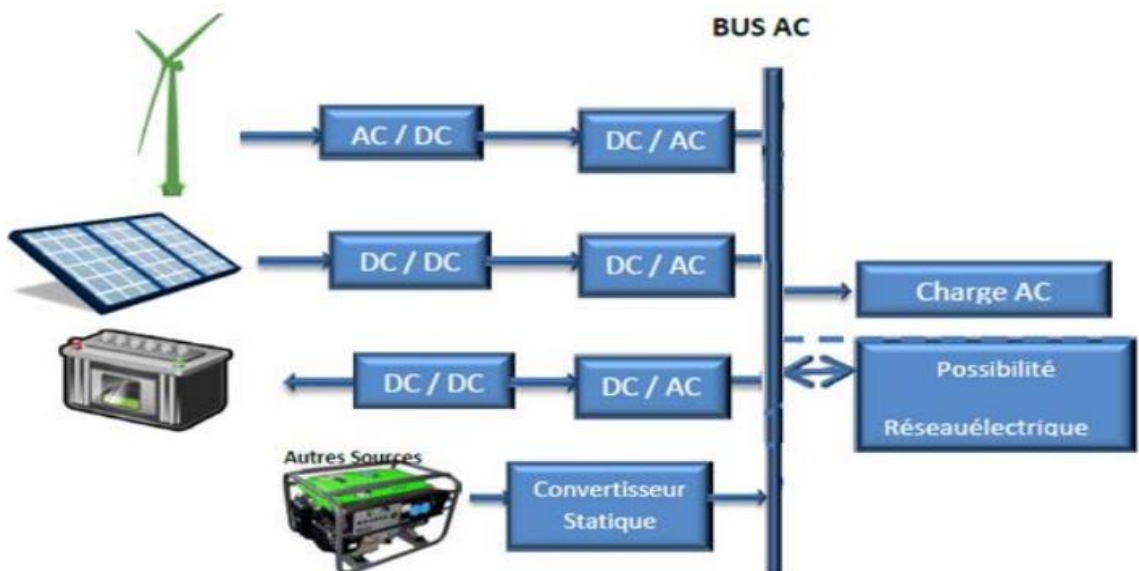 BUS AC
AC / DC
DC / AC
DC / DC
DC / AC
Charge AC
DC / DC
DC / AC
Possibilité
Réseauélectrique
Autres Sources
Convertisseur
Statique